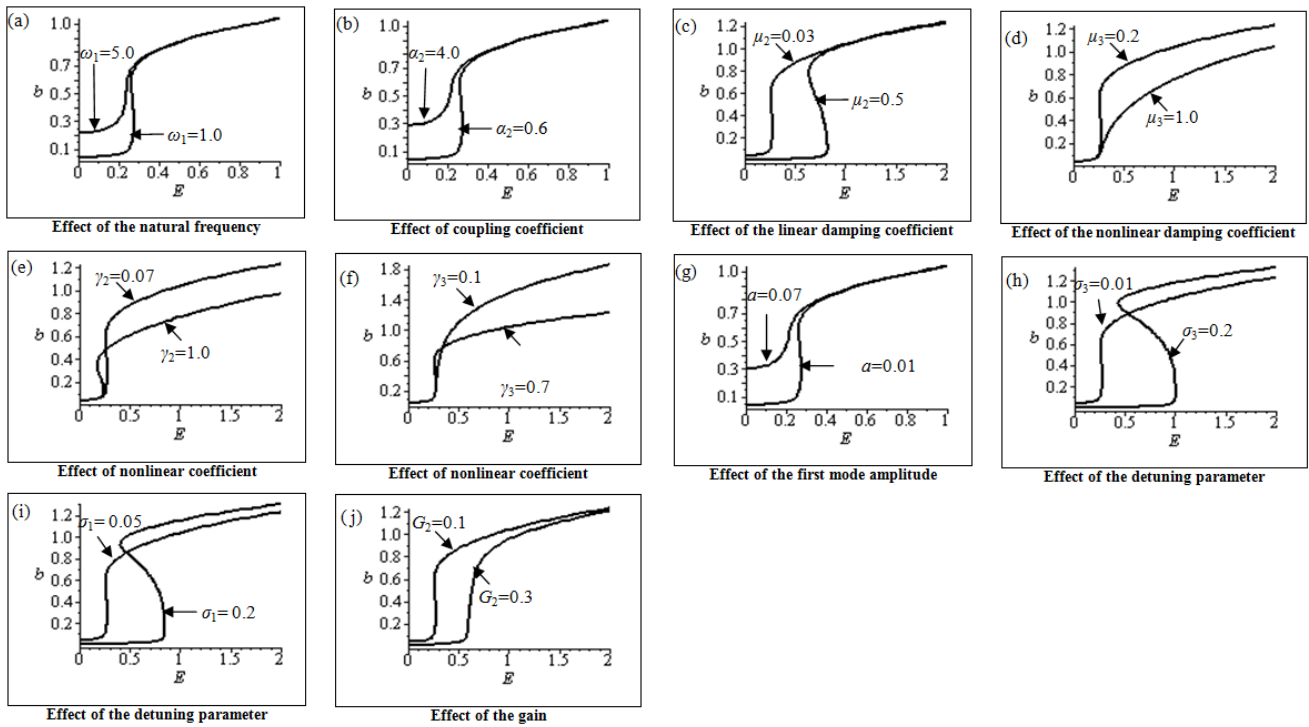 (a)
1.0
0.7
0.5
0.3
0.1
b
ω1=5.0
ω1=1.0
0 0.2 0.4 0.6 0.8 1
E
Effect of the natural frequency
(b)
1.0
0.7
0.5
0.3
0.1
b
α2=4.0
α2=0.6
0 0.2 0.4 0.6 0.8 1
E
Effect of coupling coefficient
(c)
1.2
1.0
0.8
0.6
0.4
0.2
b
μ2=0.03
μ2=0.5
0 0.5 1 1.5 2
E
Effect of the linear damping coefficient
(d)
1.2
1.0
0.8
0.6
0.4
0.2
b
μ3=0.2
μ3=1.0
0 0.5 1 1.5 2
E
Effect of the nonlinear damping coefficient
(e)
1.2
1.0
0.8
0.6
0.4
0.2
b
γ2=0.07
γ2=1.0
0 0.5 1 1.5 2
E
Effect of nonlinear coefficient
(f)
1.8
1.4
1.0
0.6
0.2
b
γ3=0.1
γ3=0.7
0 0.5 1 1.5 2
E
Effect of nonlinear coefficient
(g)
1.0
0.7
0.5
0.3
0.1
b
a=0.07
a=0.01
0 0.2 0.4 0.6 0.8 1
E
Effect of the first mode amplitude
(h)
1.2
1.0
0.8
0.6
0.4
0.2
b
σ3=0.01
σ3=0.2
0 0.5 1 1.5 2
E
Effect of the detuning parameter
(i)
1.2
1.0
0.8
0.6
0.4
0.2
b
σ1=0.05
σ1= 0.2
0 0.5 1 1.5 2
E
Effect of the detuning parameter
(j)
1.2
1.0
0.8
0.6
0.4
0.2
b
G2=0.1
G2=0.3
0 0.5 1 1.5 2
E
Effect of the gain